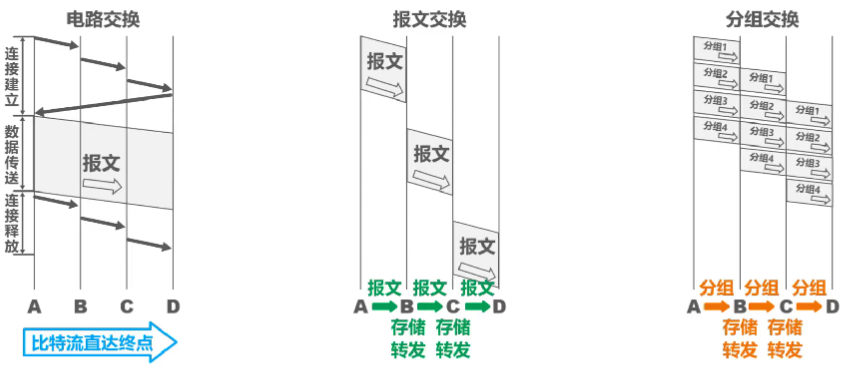 电路交换
连接建立
数据传送
报文
连接释放
A B C D
比特流直达终点
报文交换
报文
报文
报文
报文 报文 报文
A B C D
存储 存储
转发 转发
分组交换
分组1
分组2 分组1
分组3 分组2 分组1
分组4 分组3 分组2
分组4 分组3
分组4
分组 分组 分组
A B C D
存储 存储
转发 转发